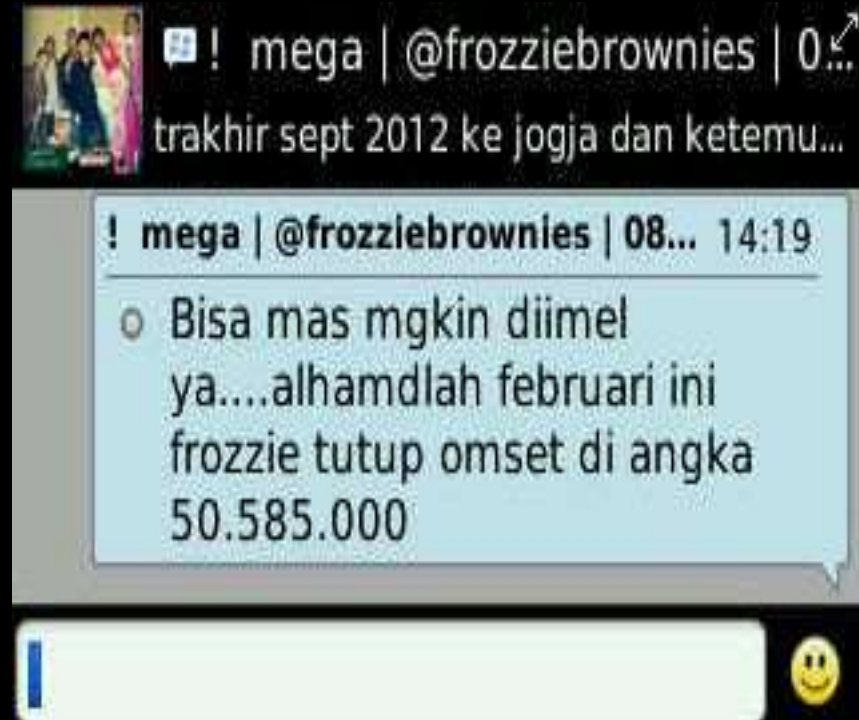 ! mega | @frozziebrownies | 0...
trakhir sept 2012 ke jogja dan ketemu...
! mega | @frozziebrownies | 08... 14:19
Bisa mas mgkin diimel
ya....alhamdlah februari ini
frozzie tutup omset di angka
50.585.000